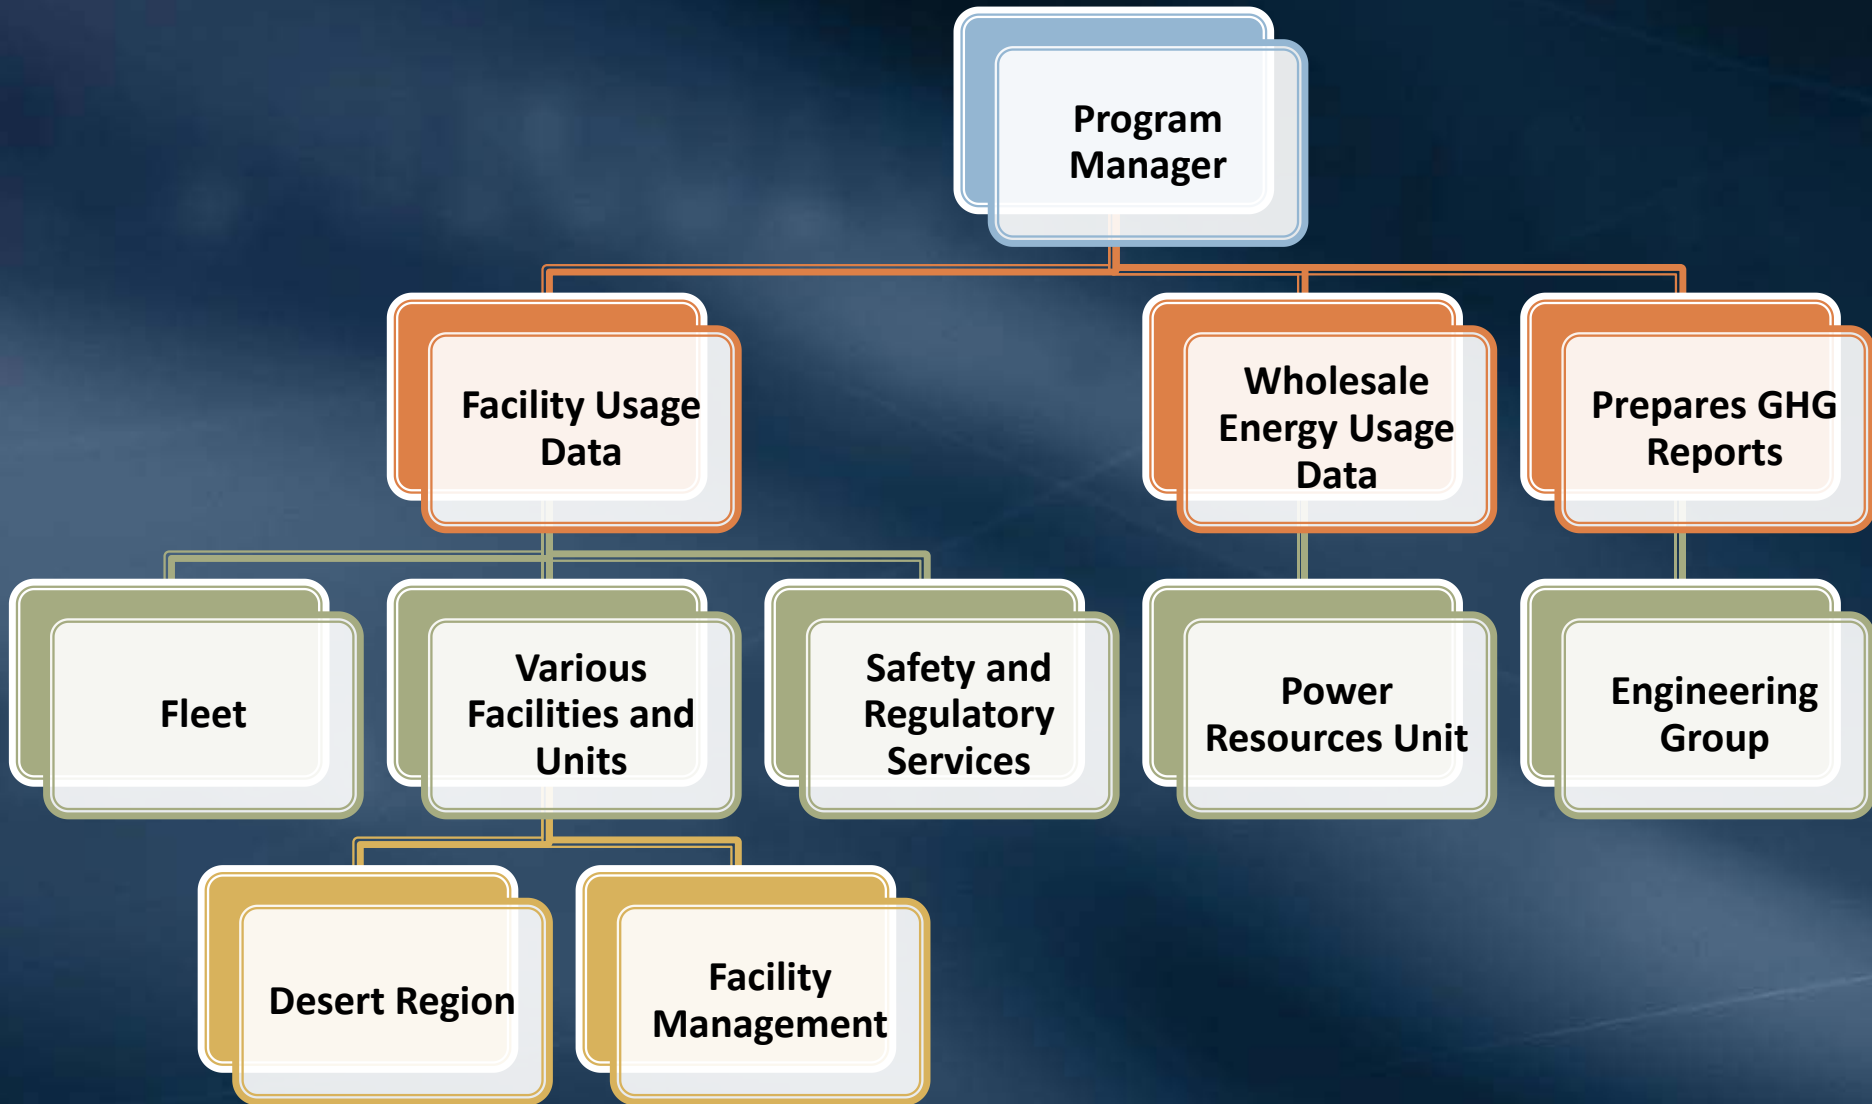 Program
Manager
Facility Usage
Data
Wholesale
Energy Usage
Data
Prepares GHG
Reports
Fleet
Various
Facilities and
Units
Safety and
Regulatory
Services
Power
Resources Unit
Engineering
Group
Desert Region
Facility
Management